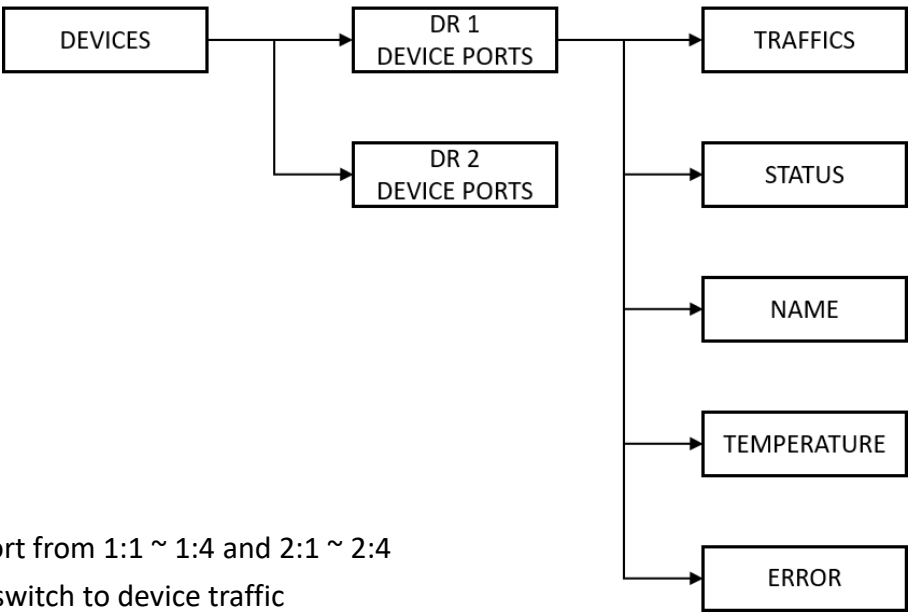 DEVICES
DR 1
DEVICE PORTS
TRAFFICS
DR 2
DEVICE PORTS
STATUS
NAME
TEMPERATURE
from 1:1 ~ 1:4 and 2:1 ~ 2:4
switch to device traffic
ERROR